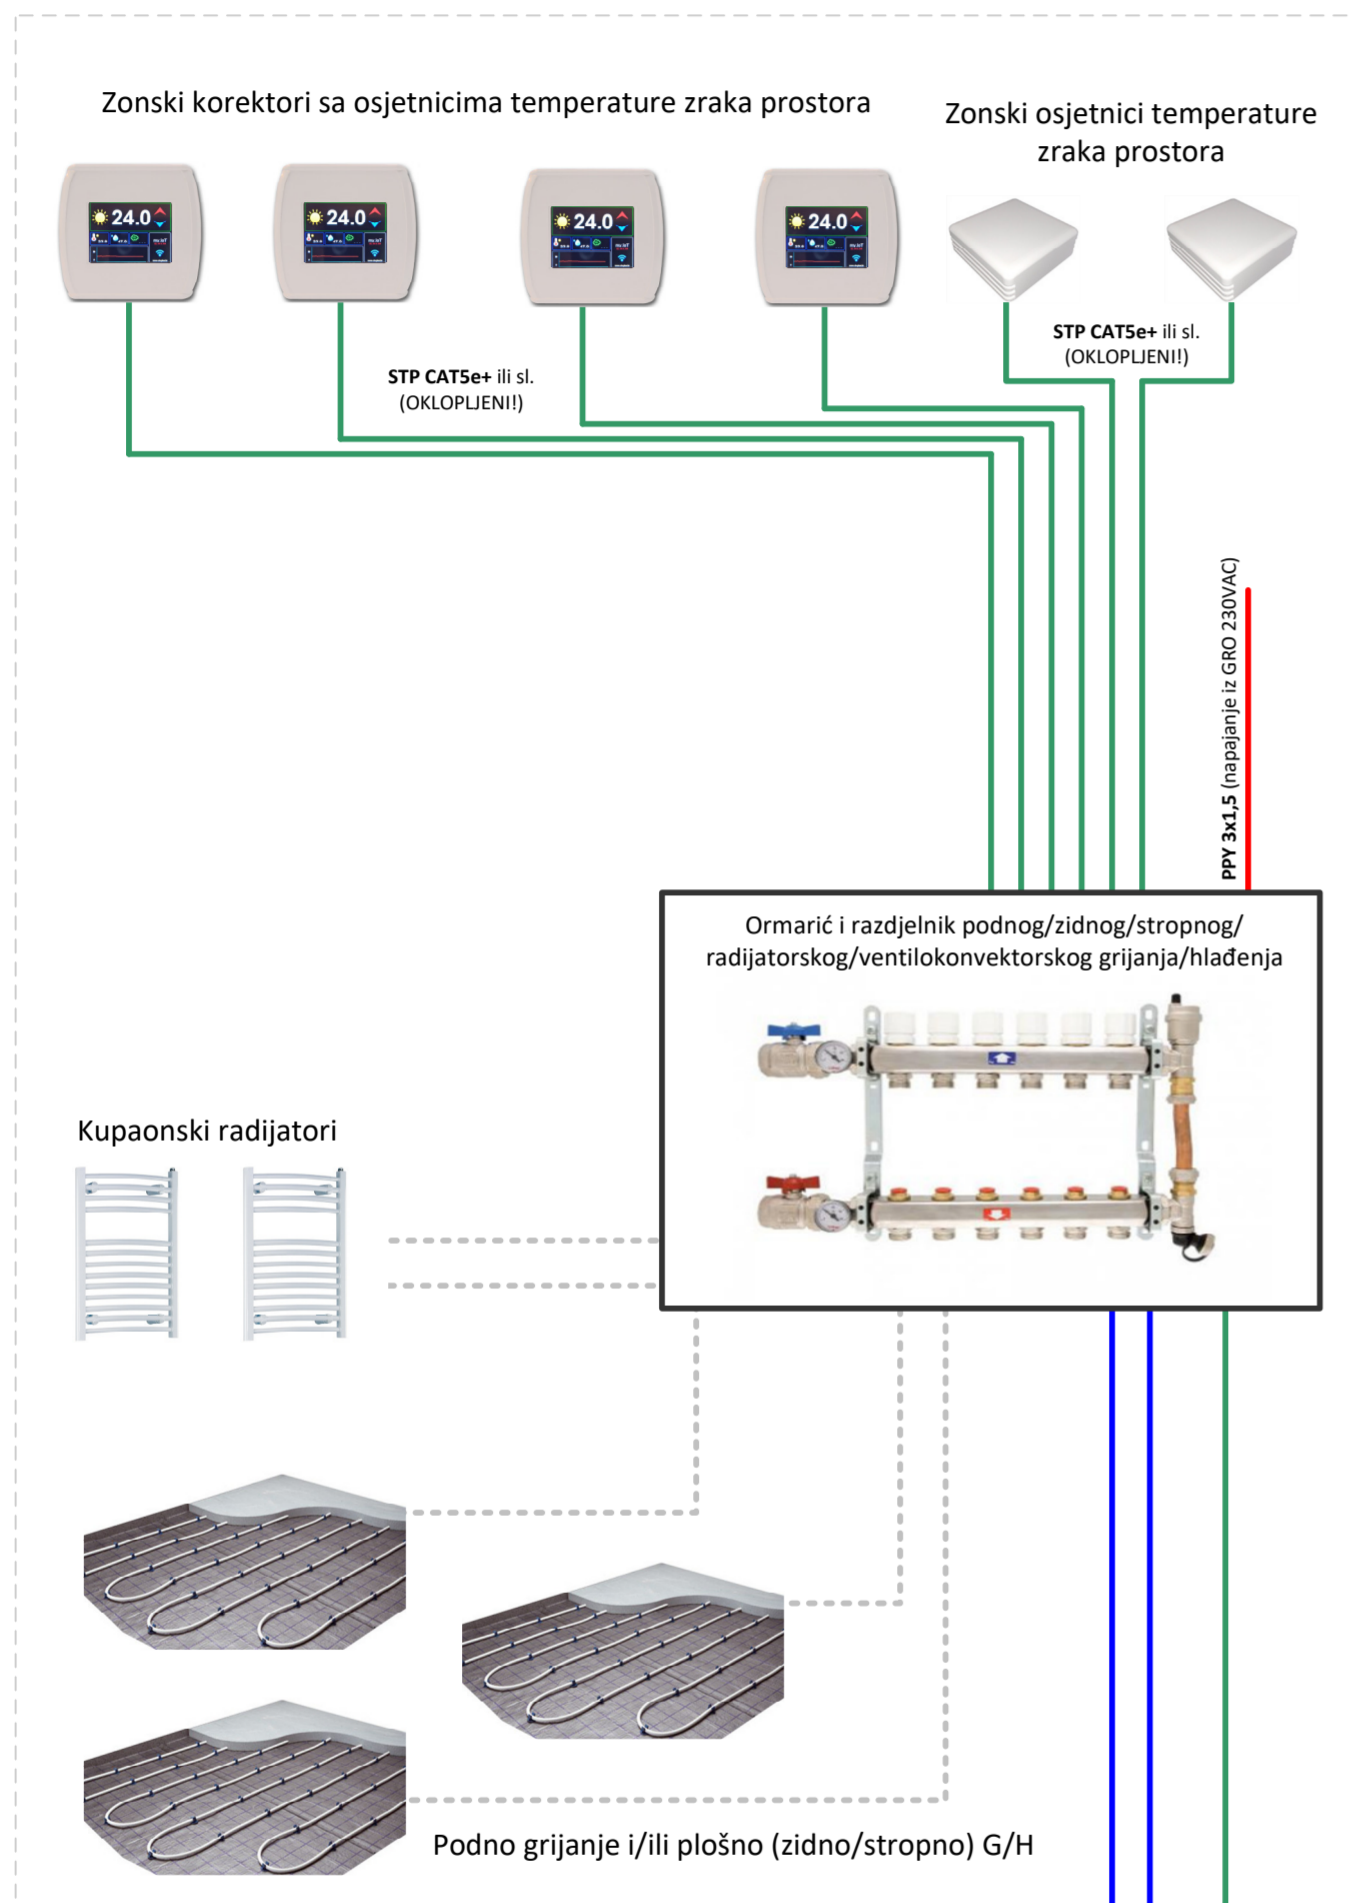 Zonski korektori sa osjetnicima temperature zraka prostora
Zonski osjetnici temperature
zraka prostora
24.0
24.0
24.0
24.0
STP CAT5e+ ili sl.
(OKLOPLJENI!)
STP CAT5e+ ili sl.
(OKLOPLJENI!)
PPY 3x1,5 (napajanje iz GRO 230VAC)
Ormarić i razdjelnik podnog/zidnog/stropnog/
radijatorskog/ventilokonvektorskog grijanja/hlađenja
Kupaonski radijatori
Podno grijanje i/ili plošno (zidno/stropno) G/H